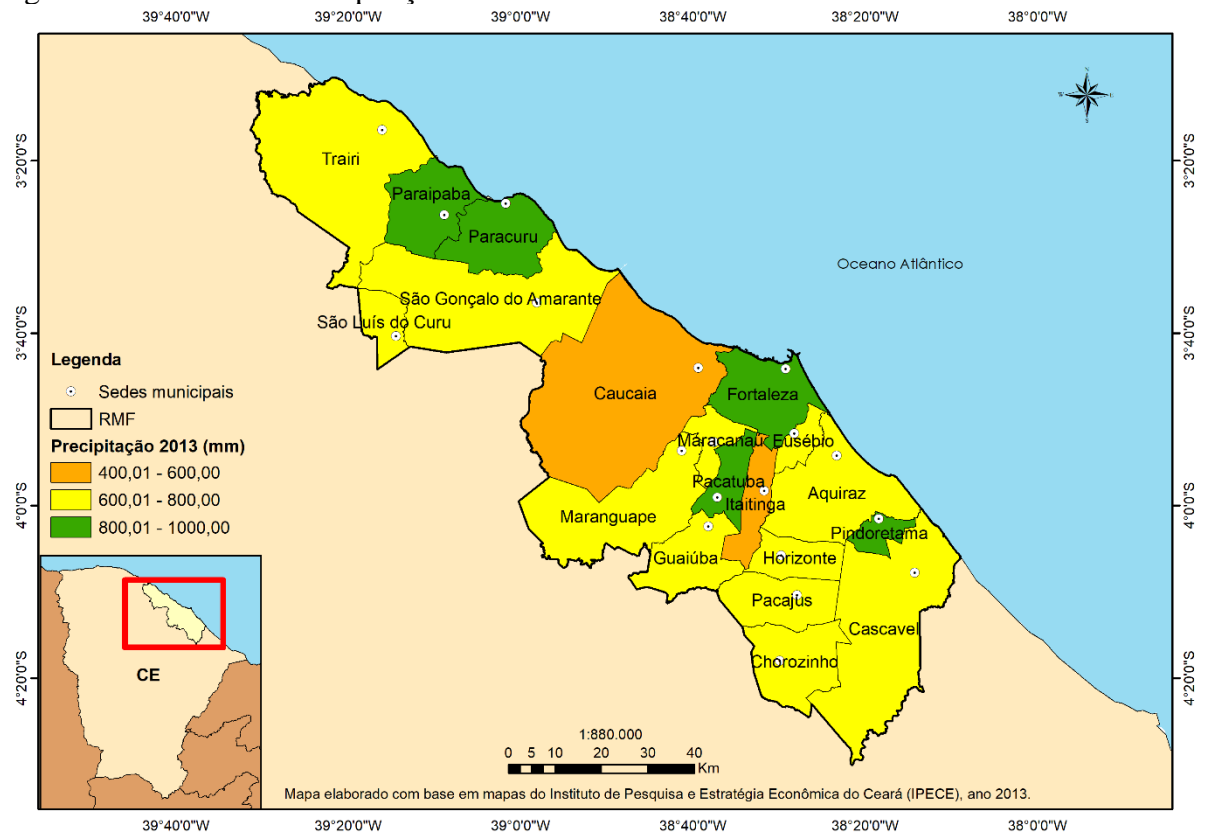 39°40'0"W 39°20'0"W 39°0'0"W 38°40'0"W 38°20'0"W 38°0'0"W
3°20'0"S
3°20'0"S
Trairi
Paraipaba
Paracuru
Oceano Atlântico
São Gonçalo do Amarante
São Luís do Curu
3°40'0"S
3°40'0"S
Caucaia
Fortaleza
Maracanaú
Eusébio
Pacatuba
Itaitinga
Aquiraz
Maranguape
4°0'0"S
4°0'0"S
Pindoretama
Guaiúba
Horizonte
Pacajus
Cascavel
Chorozinho
4°20'0"S
4°20'0"S
Legenda
Sedes municipais
RMF
Precipitação 2013 (mm)
400,01 - 600,00
600,01 - 800,00
800,01 - 1000,00
CE
1:880.000
0 5 10 20 30 40
Km
Mapa elaborado com base em mapas do Instituto de Pesquisa e Estratégia Econômica do Ceará (IPECE), ano 2013.
39°40'0"W 39°20'0"W 39°0'0"W 38°40'0"W 38°20'0"W 38°0'0"W